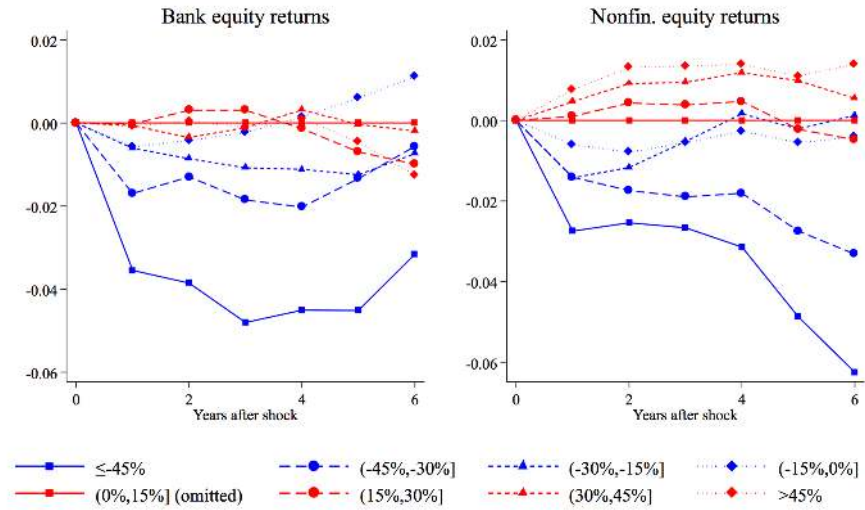 Bank equity returns
0.02
0.00
-0.02
-0.04
-0.06
0 2 4 6
Years after shock
Nonfin. equity returns
0.02
0.00
-0.02
-0.04
-0.06
0 2 4 6
Years after shock
≤-45% (-45%,-30%] (-30%,-15%] (-15%,0%]
(0%,15%] (omitted) (15%,30%] (30%,45%] >45%